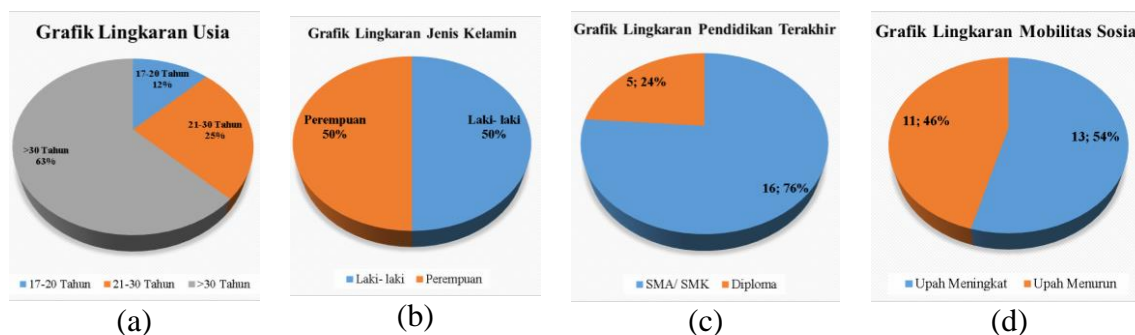 Grafik Lingkaran Usia
17-20 Tahun
12%
21-30 Tahun
25%
>30 Tahun
63%
17-20 Tahun 21-30 Tahun >30 Tahun
(a)
Grafik Lingkaran Jenis Kelamin
Perempuan
50%
Laki- laki
50%
Laki- laki Perempuan
(b)
Grafik Lingkaran Pendidikan Terakhir
5; 24%
16; 76%
SMA/ SMK Diploma
(c)
Grafik Lingkaran Mobilitas Sosia
11; 46%
13; 54%
Upah Meningkat Upah Menurun
(d)